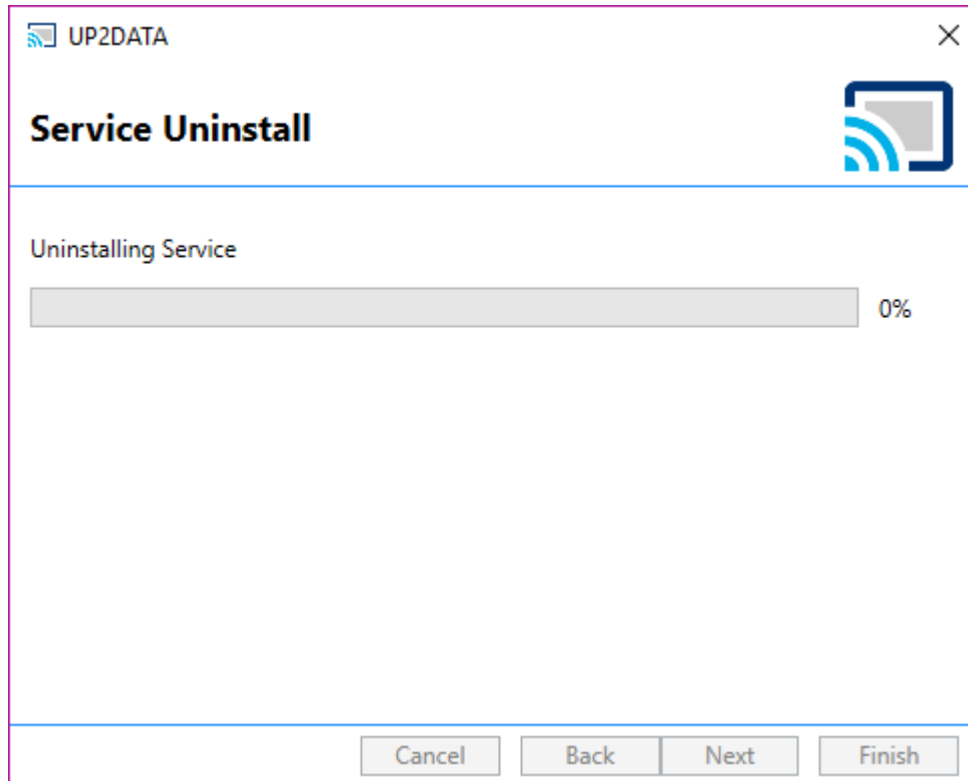 UP2DATA
Service Uninstall
Uninstalling Service
0%
Cancel Back Next Finish